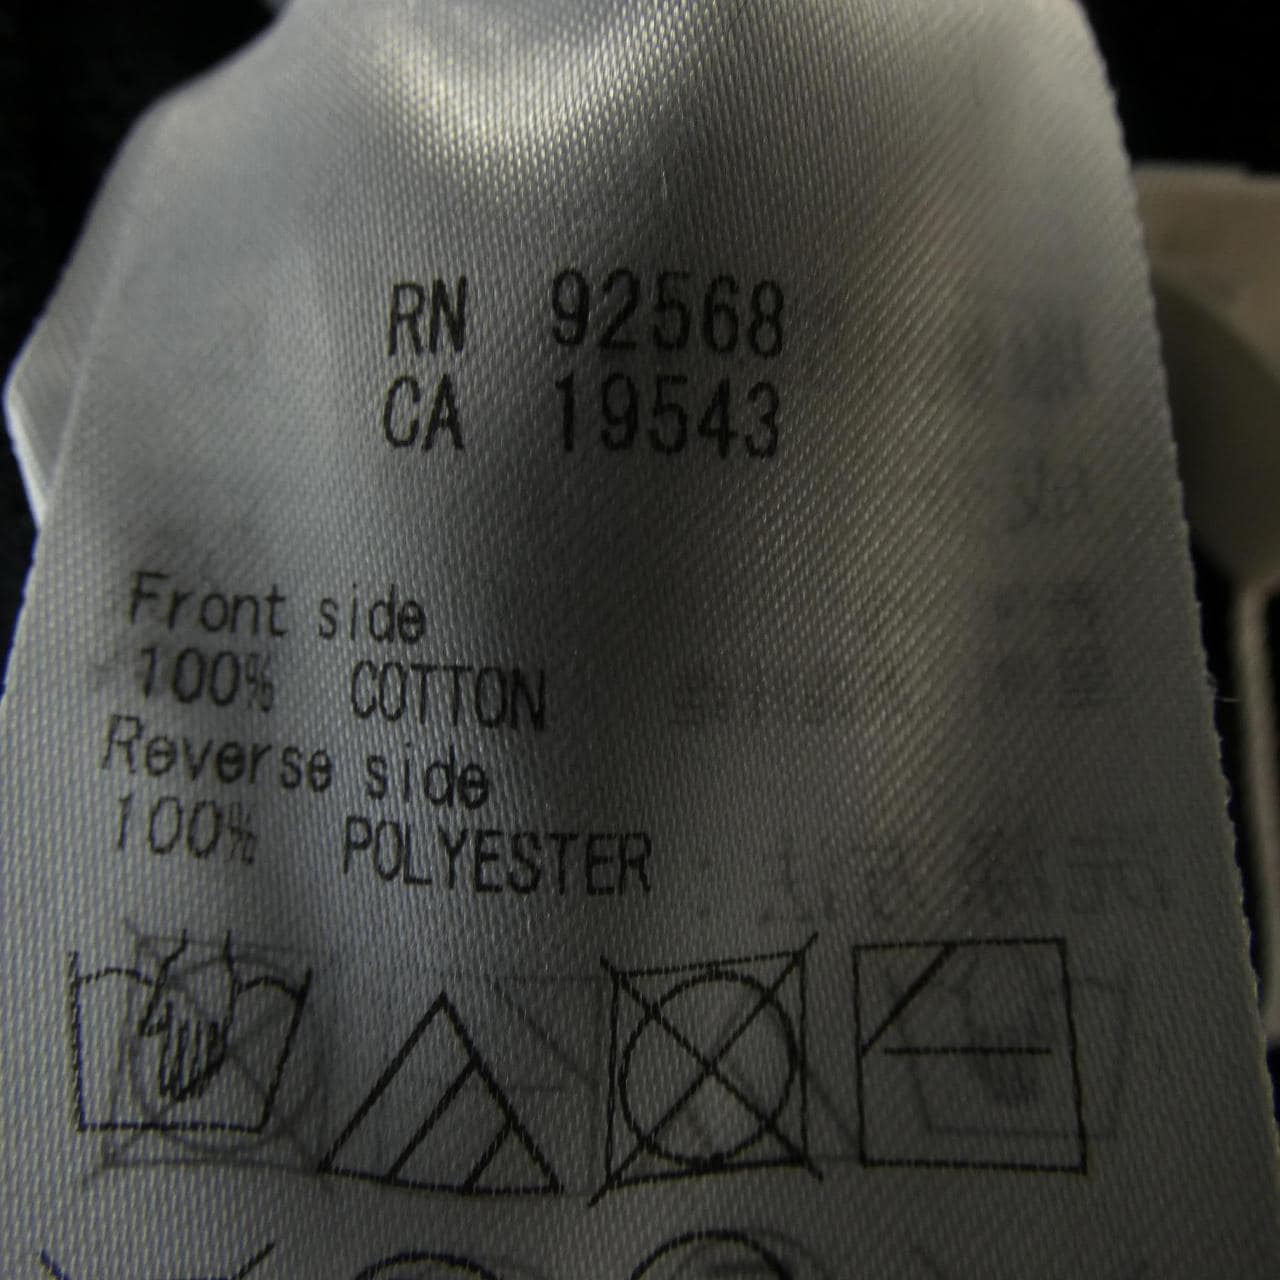 RN 92568
CA 19543
Front side
100% COTTON
Reverse side
100% POLYESTER